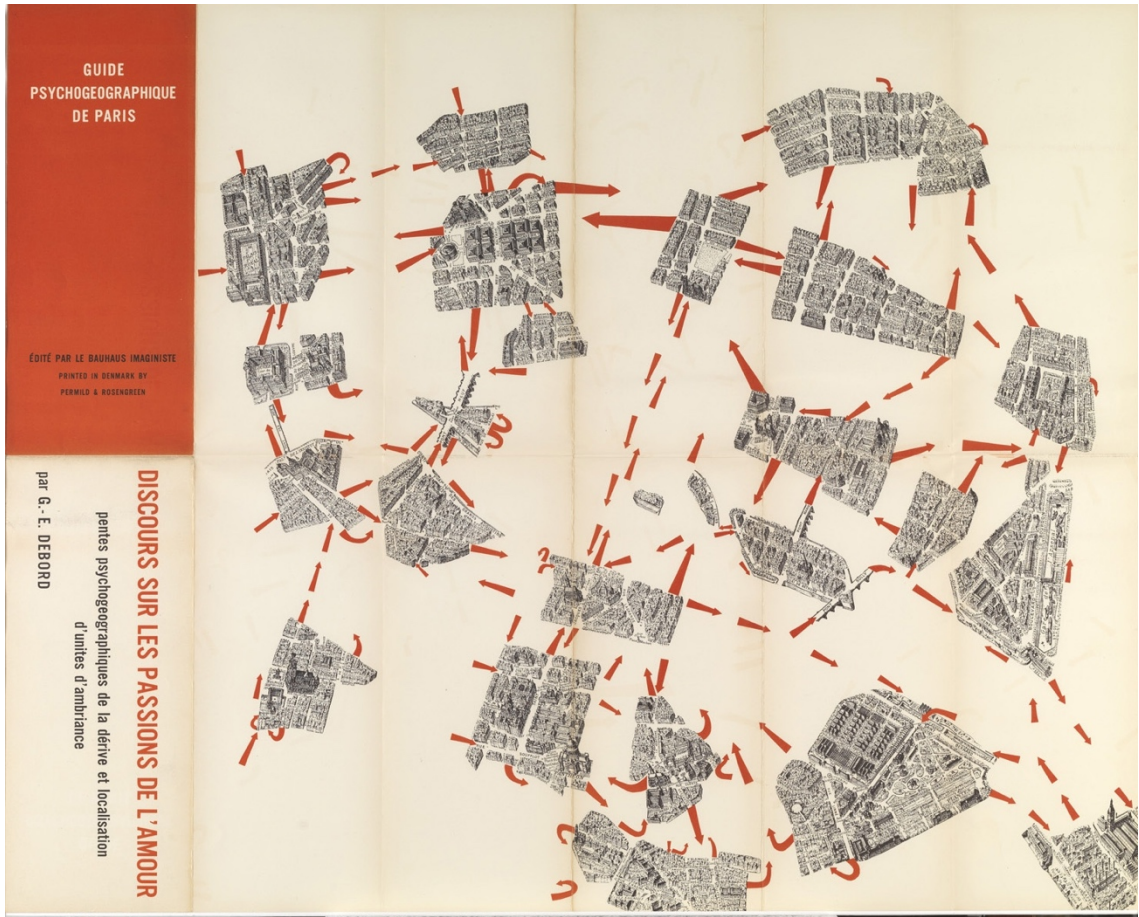 GUIDE
PSYCHOGEOGRAPHIQUE
DE PARIS
ÉDITÉ PAR LE BAUHAUS IMAGINISTE
PRINTED IN DENMARK BY
PERMILD & ROSENGREEN
DISCOURS SUR LES PASSIONS DE L'AMOUR
pentes psychogeographiques de la dérive et localisation
d'unites d'ambriance
par G.-E. DEBORD